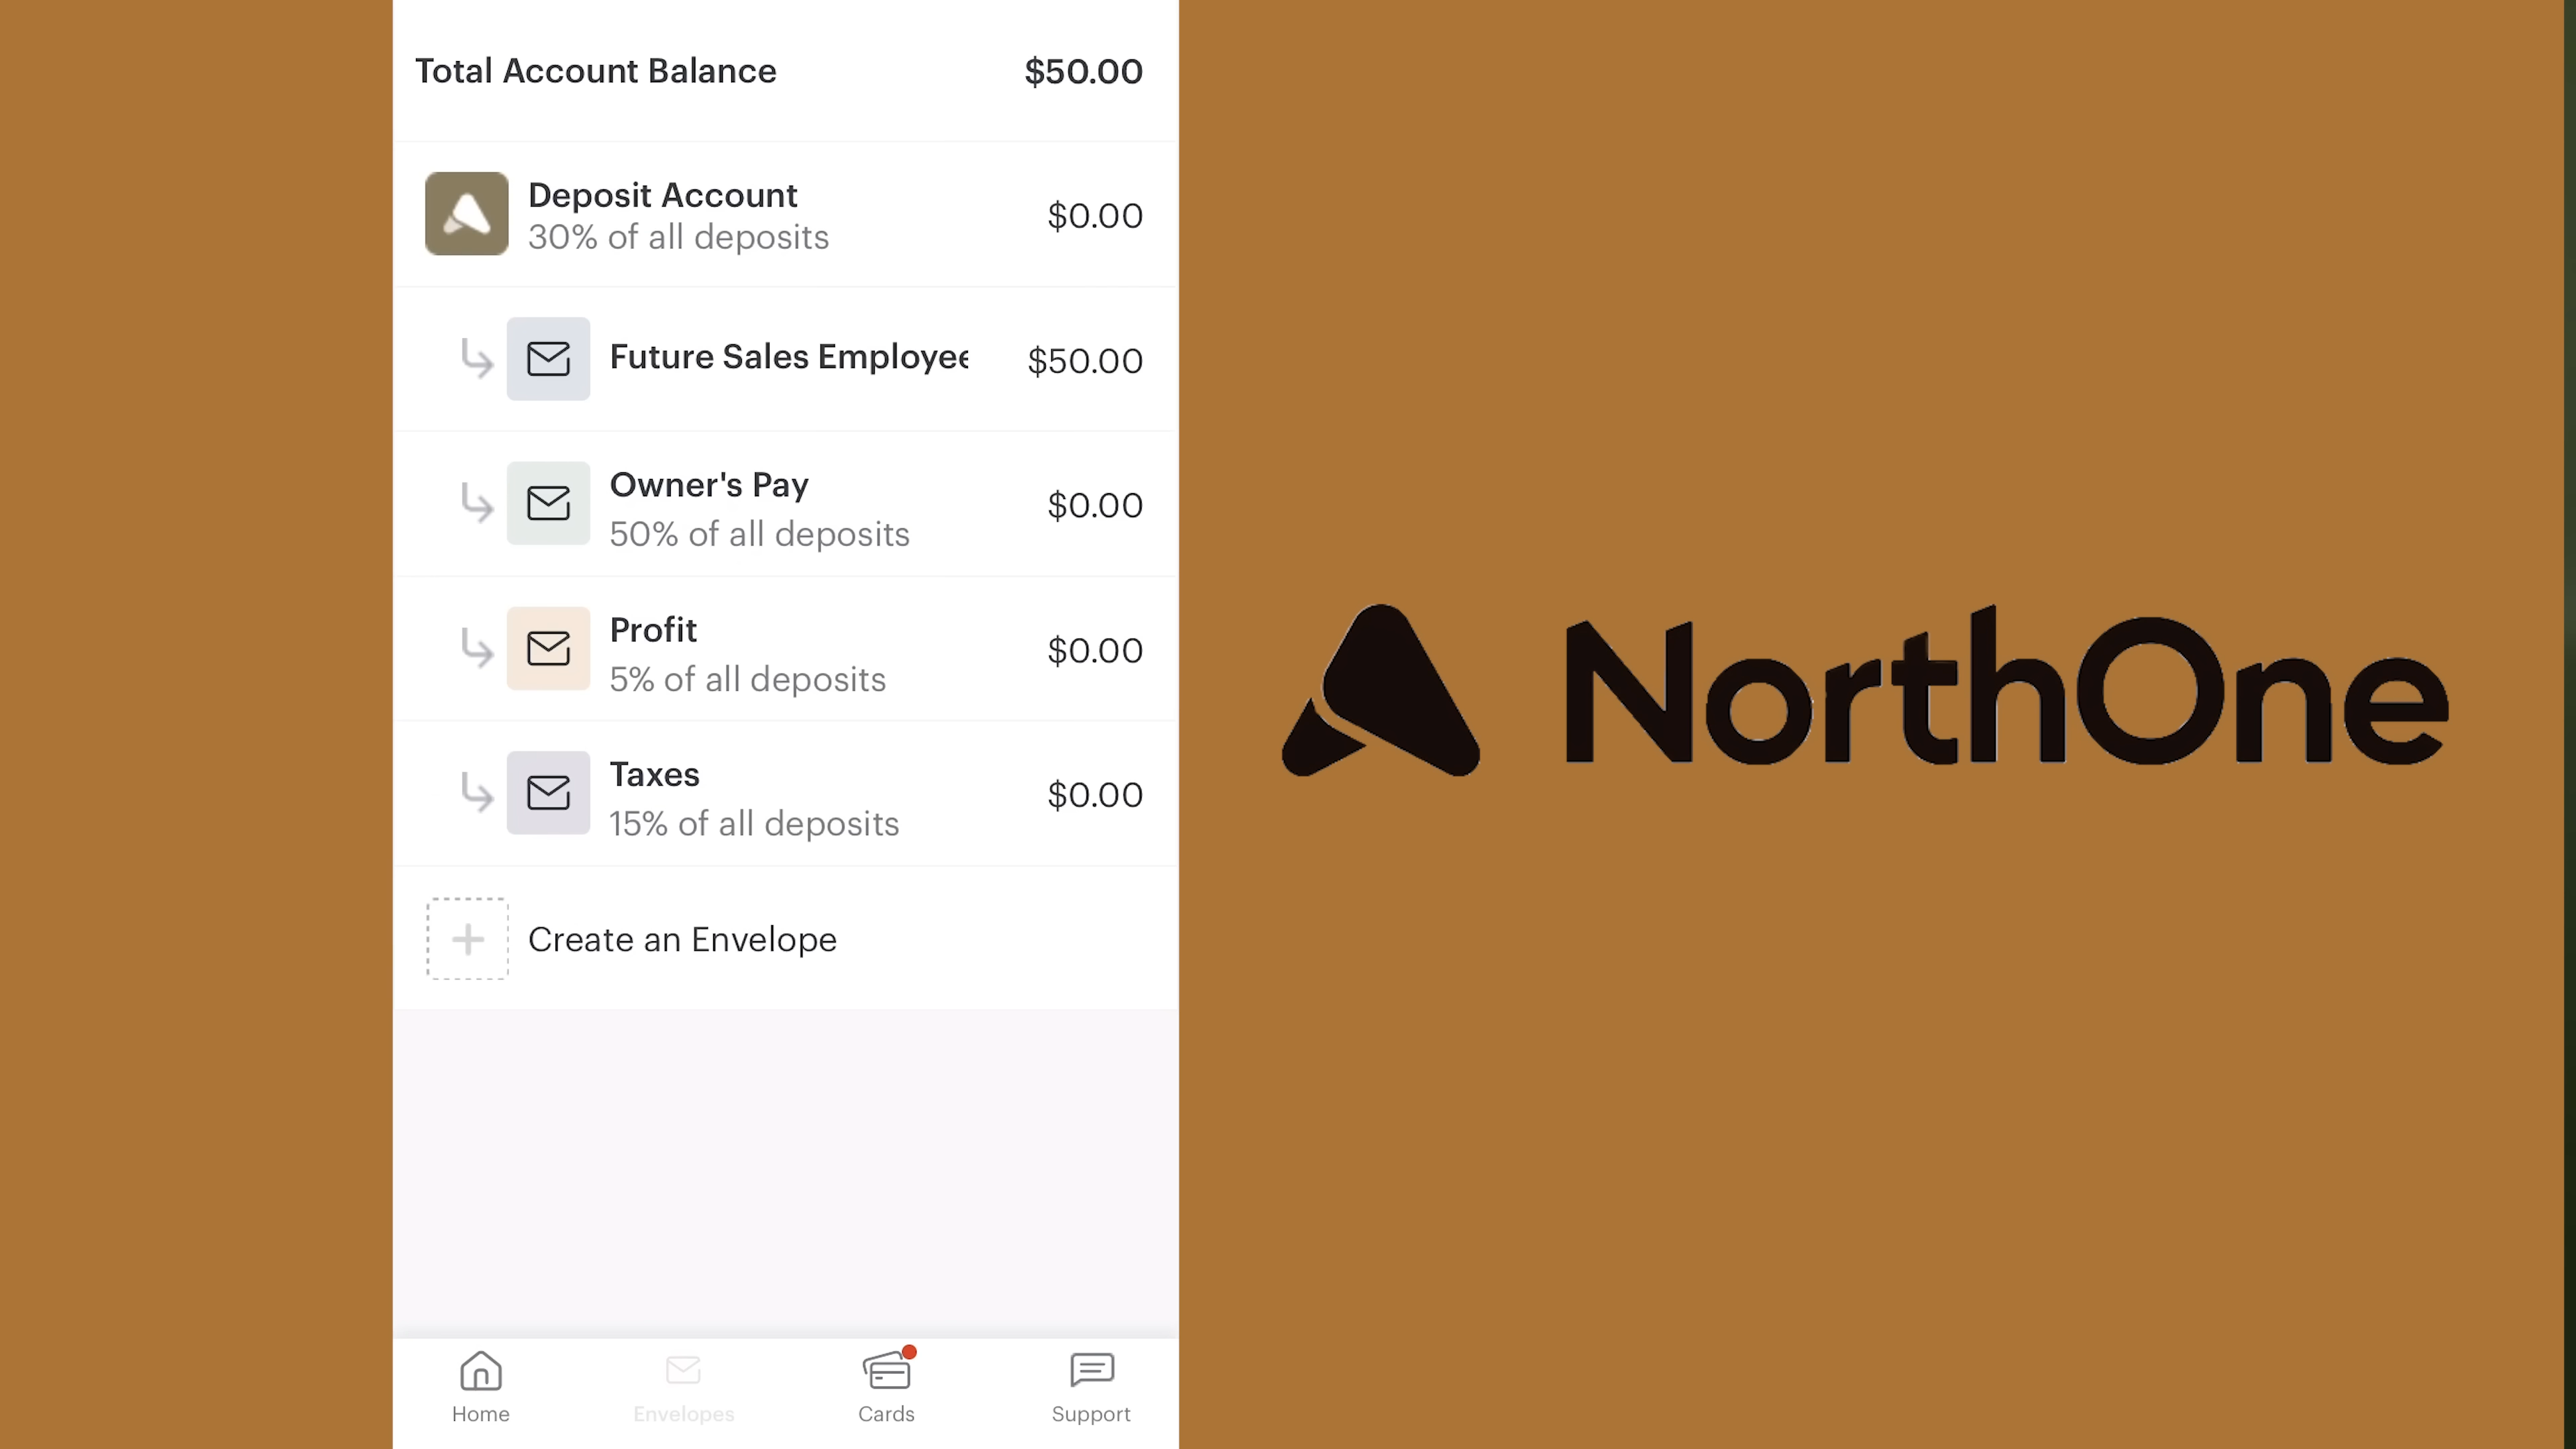 Total Account Balance $50.00
Deposit Account
30% of all deposits
$0.00
Future Sales Employee
$50.00
Owner's Pay
50% of all deposits
$0.00
Profit
5% of all deposits
$0.00
Taxes
15% of all deposits
$0.00
Create an Envelope
Home Envelopes Cards Support
NorthOne